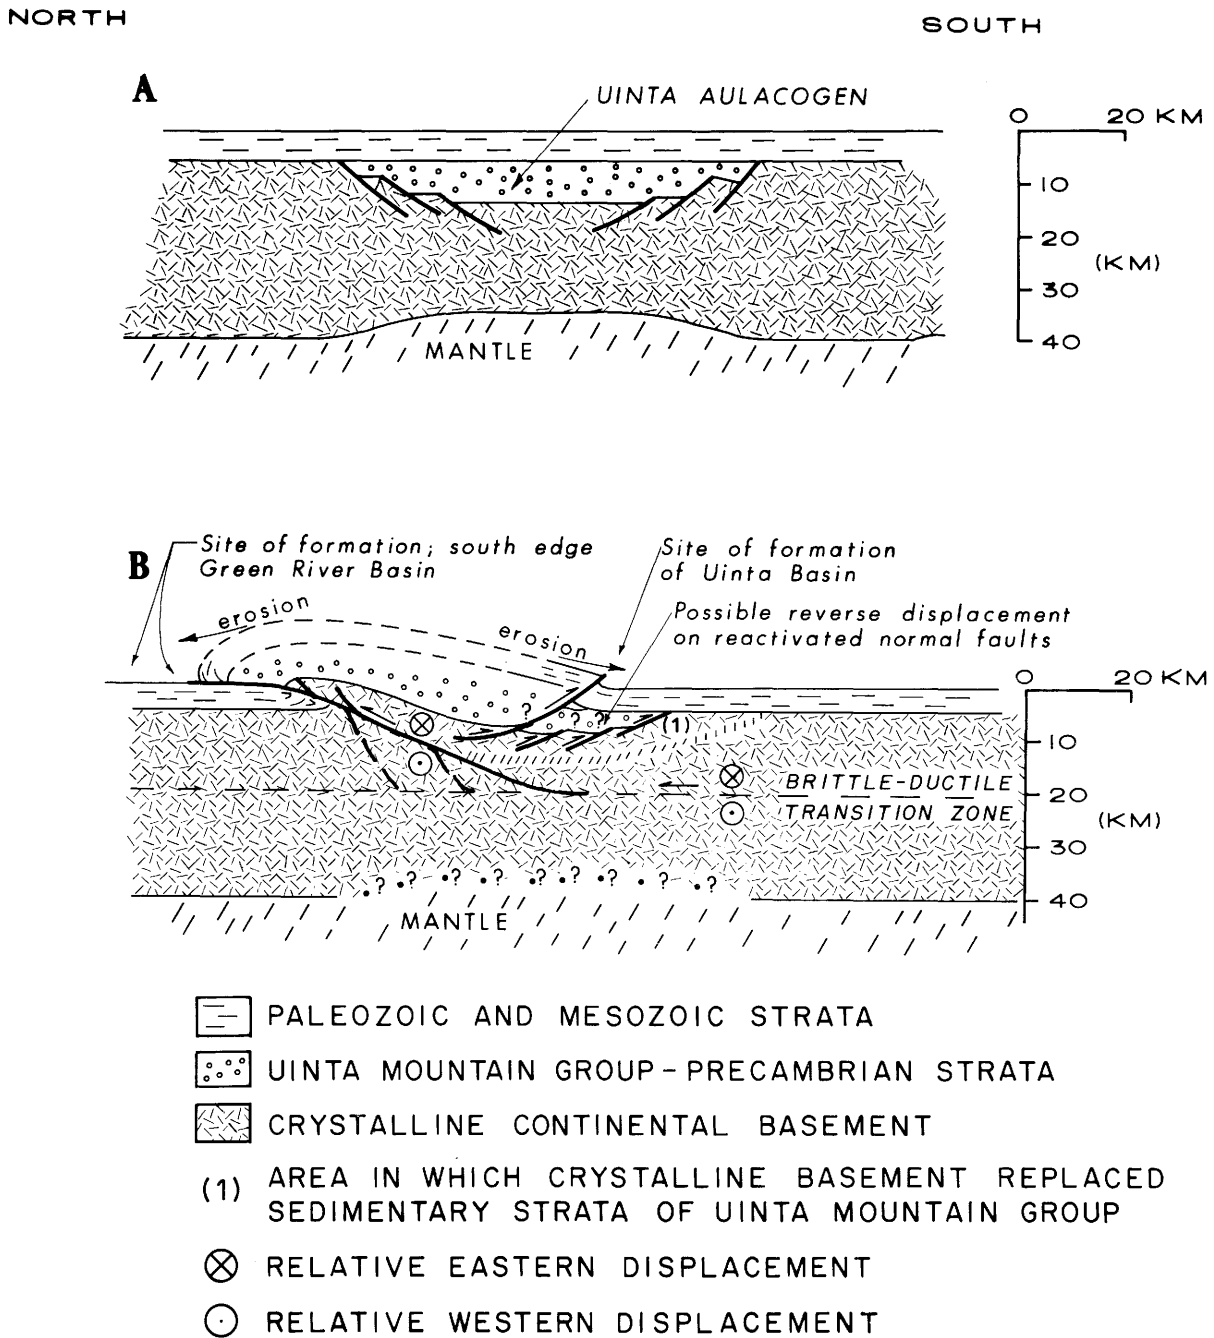 NORTH
SOUTH
A
UINTA AULACOGEN
0 20 KM
10
20
(KM)
30
40
MANTLE
B
Site of formation; south edge
Green River Basin
Site of formation
of Uinta Basin
Possible reverse displacement
on reactivated normal faults
erosion
erosion
0 20 KM
? ? ?
(1)
10
BRITTLE-DUCTILE
TRANSITION ZONE
20
(KM)
30
? ? ? ? ? ? ? ? ?
40
MANTLE
PALEOZOIC AND MESOZOIC STRATA
UINTA MOUNTAIN GROUP-PRECAMBRIAN STRATA
CRYSTALLINE CONTINENTAL BASEMENT
(1) AREA IN WHICH CRYSTALLINE BASEMENT REPLACED
SEDIMENTARY STRATA OF UINTA MOUNTAIN GROUP
RELATIVE EASTERN DISPLACEMENT
RELATIVE WESTERN DISPLACEMENT